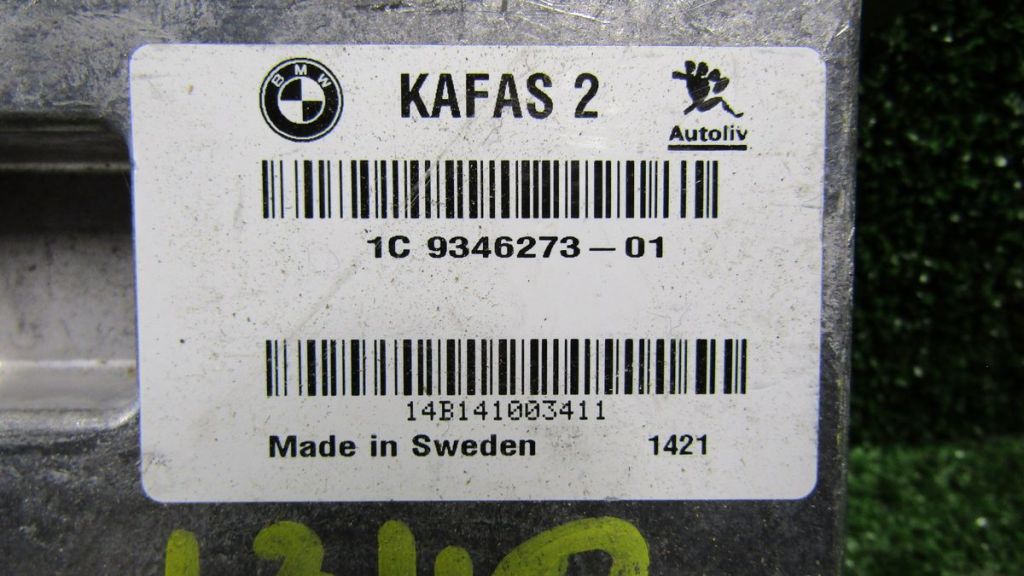 BMW KAFAS 2
Autoliv
1C 9346273-01
14B141003411
Made in Sweden 1421